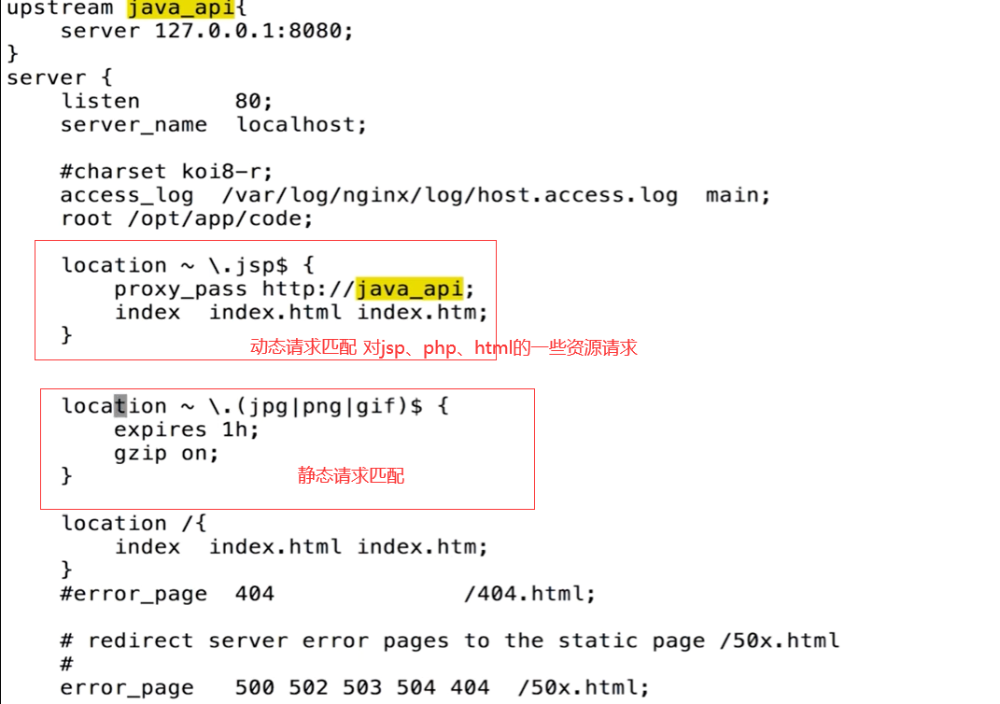 upstream java_api{
    server 127.0.0.1:8080;
}
server {
    listen       80;
    server_name  localhost;
    #charset koi8-r;
    access_log  /var/log/nginx/log/host.access.log  main;
    root /opt/app/code;
    location ~ \.jsp$ {
        proxy_pass http://java_api;
        index  index.html index.htm;
    }
动态请求匹配 对jsp、php、html的一些资源请求
    location ~ \.(jpg|png|gif)$ {
        expires 1h;
        gzip on;
    }
静态请求匹配
    location /{
        index  index.html index.htm;
    }
    #error_page  404              /404.html;
    # redirect server error pages to the static page /50x.html
    #
    error_page   500 502 503 504 404  /50x.html;